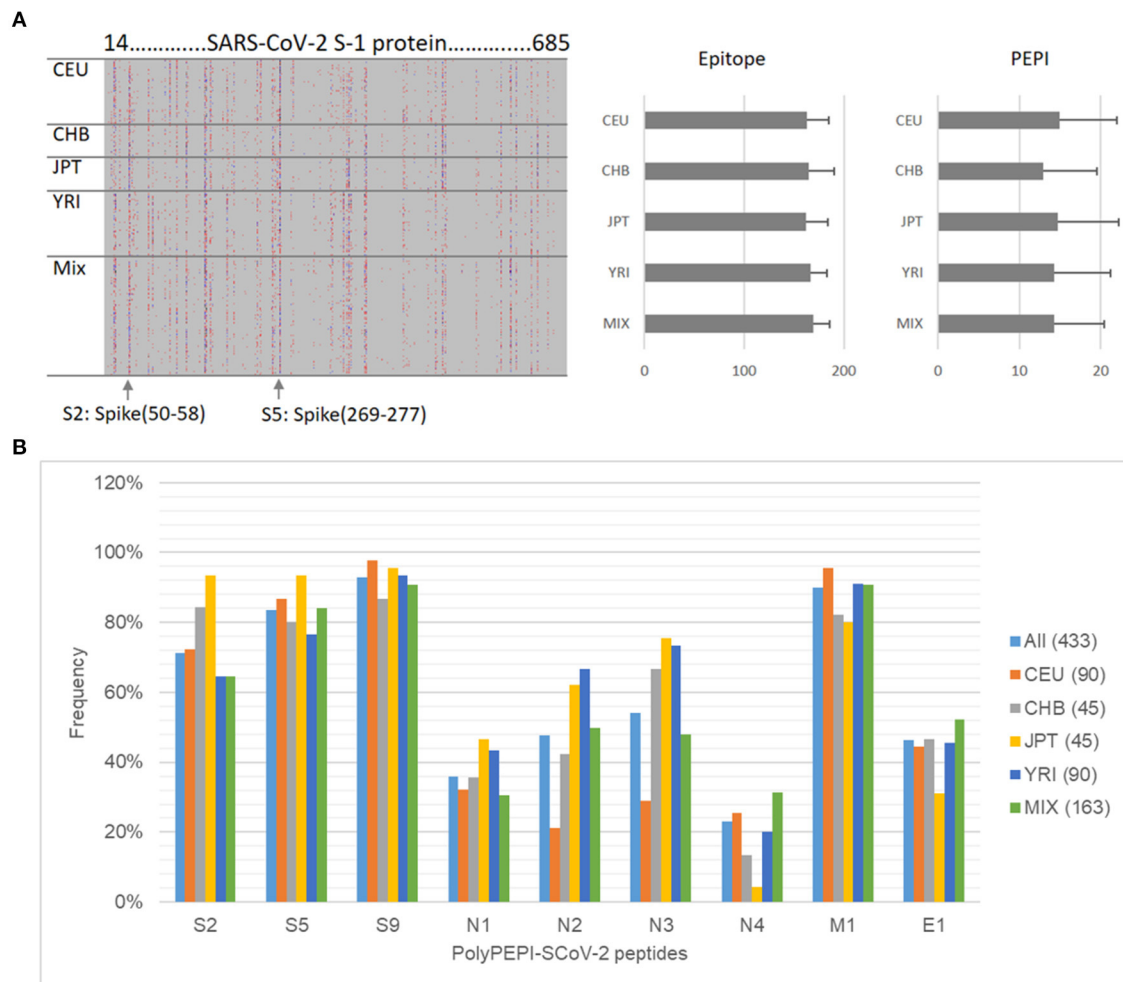 A
14………....SARS-CoV-2 S-1 protein……….....685
CEU
CHB
JPT
YRI
Mix
S2: Spike(50-58)
S5: Spike(269-277)
Epitope
CEU
CHB
JPT
YRI
MIX
0 100 200
PEPI
CEU
CHB
JPT
YRI
MIX
0 10 20
B
120%
100%
80%
60%
40%
20%
0%
Frequency
S2 S5 S9 N1 N2 N3 N4 M1 E1
PolyPEPI-SCoV-2 peptides
All (433)
CEU (90)
CHB (45)
JPT (45)
YRI (90)
MIX (163)